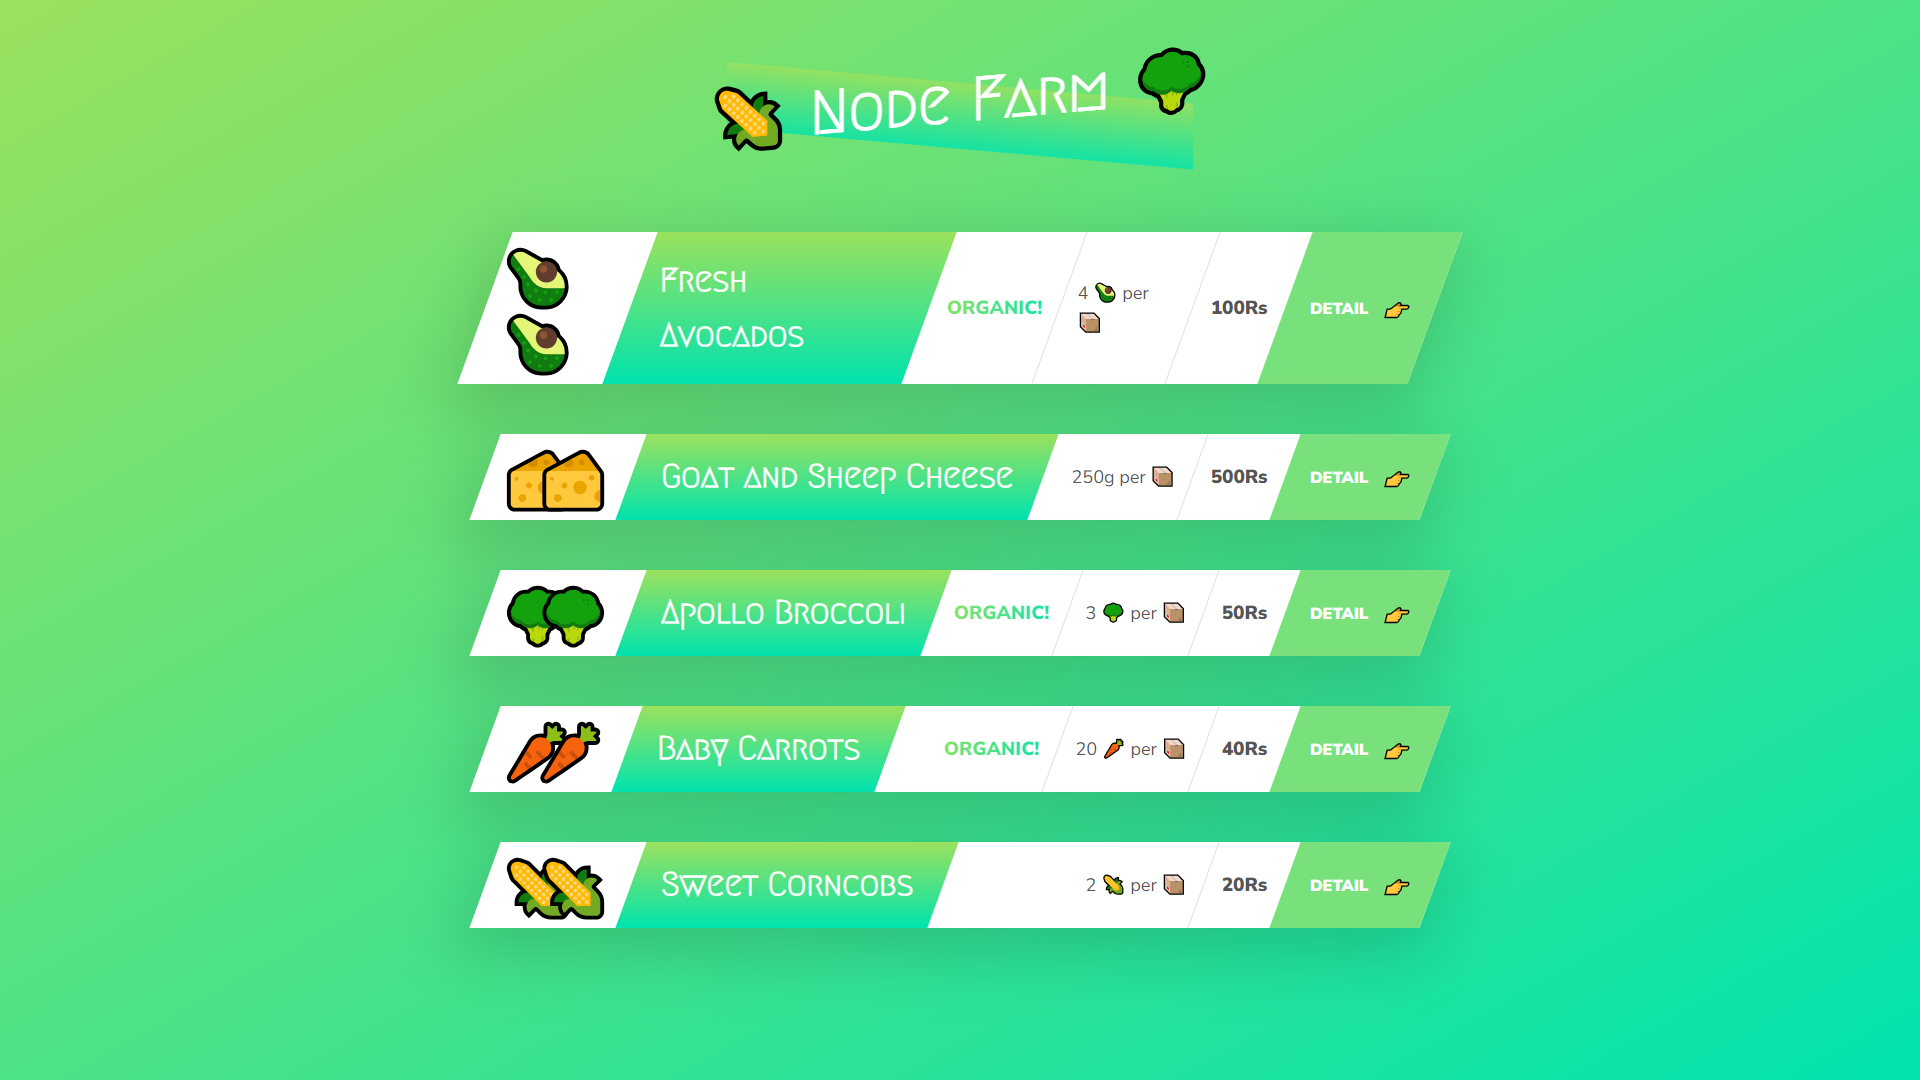 🌽 Node Farm 🥦
🥑🥑 Fresh Avocados ORGANIC! 4 🥑 per 📦 100Rs DETAIL 👉
🧀🧀 Goat and Sheep Cheese 250g per 📦 500Rs DETAIL 👉
🥦🥦 Apollo Broccoli ORGANIC! 3 🥦 per 📦 50Rs DETAIL 👉
🥕🥕 Baby Carrots ORGANIC! 20 🥕 per 📦 40Rs DETAIL 👉
🌽🌽 Sweet Corncobs 2 🌽 per 📦 20Rs DETAIL 👉